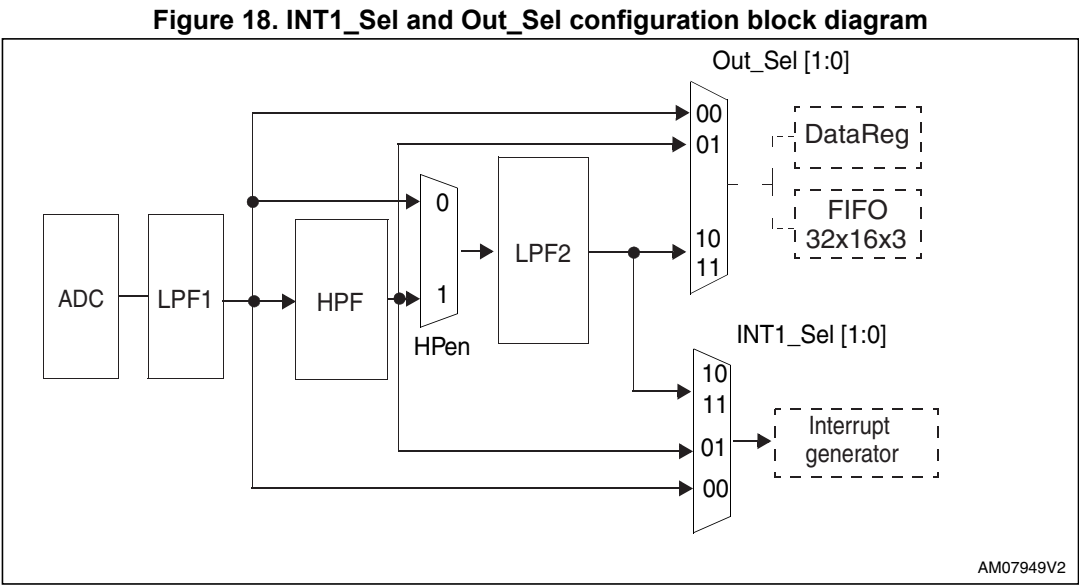 Figure 18. INT1_Sel and Out_Sel configuration block diagram
Out_Sel [1:0]
00
01
10
11
DataReg
FIFO
32x16x3
ADC
LPF1
HPF
0
1
HPen
LPF2
INT1_Sel [1:0]
10
11
01
00
Interrupt
generator
AM07949V2